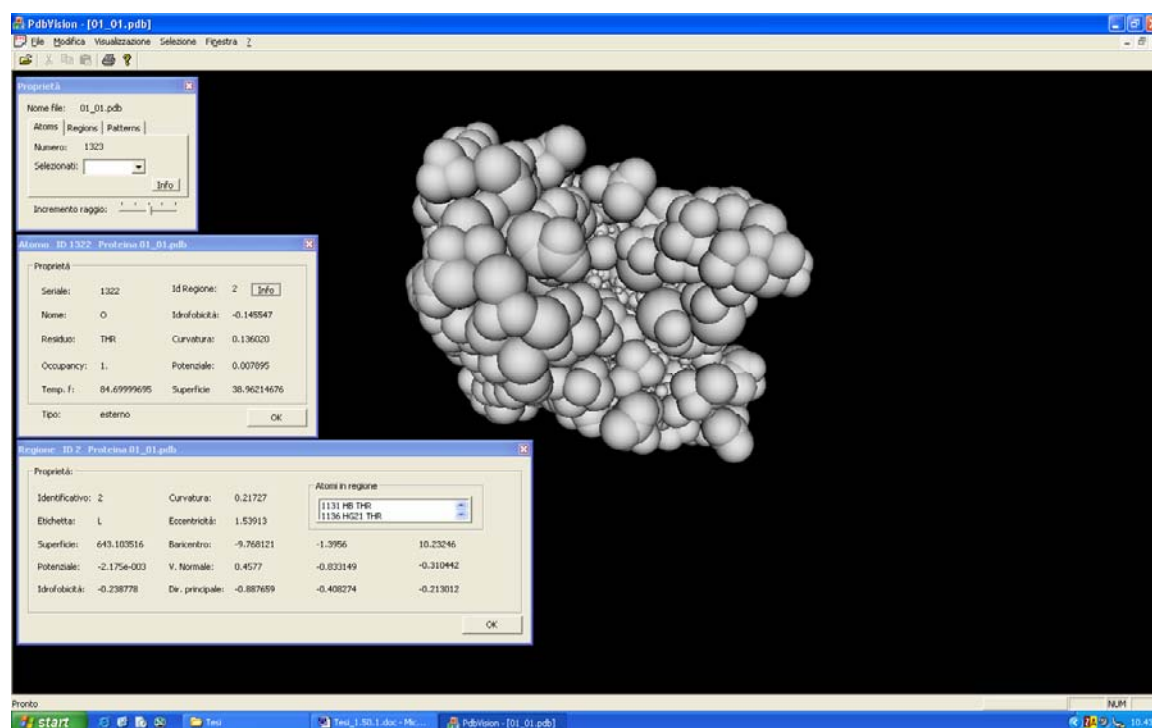 PdbVision - [01_01.pdb]
File Modifica Visualizzazione Selezione Finestra ?
Proprietà
Nome file: 01_01.pdb
Atoms Regions Patterns
Numero: 1323
Selezionati:
Info
Incremento raggio:
Atomo ID 1322 Proteina 01_01.pdb
Proprietà
Seriale: 1322 Id Regione: 2 Info
Nome: O Idrofobicità: -0.145547
Residuo: THR Curvatura: 0.136020
Occupancy: 1. Potenziale: 0.007895
Temp. f: 84.69999695 Superficie 38.96214676
Tipo: esterno OK
Regione ID 2 Proteina 01_01.pdb
Proprietà:
Identificativo: 2 Curvatura: 0.21727 Atomi in regione
1131 HB THR
1136 HG21 THR
Etichetta: L Eccentricità: 1.53913
Superficie: 643.103516 Baricentro: -9.768121 -1.3956 10.23246
Potenziale: -2.175e-003 V. Normale: 0.4577 -0.833149 -0.310442
Idrofobicità: -0.238778 Dir. principale: -0.887659 -0.408274 -0.213012
OK
Pronto NUM
start Tesi Tesi_1.50.1.doc - Mic... PdbVision - [01_01.pdb]